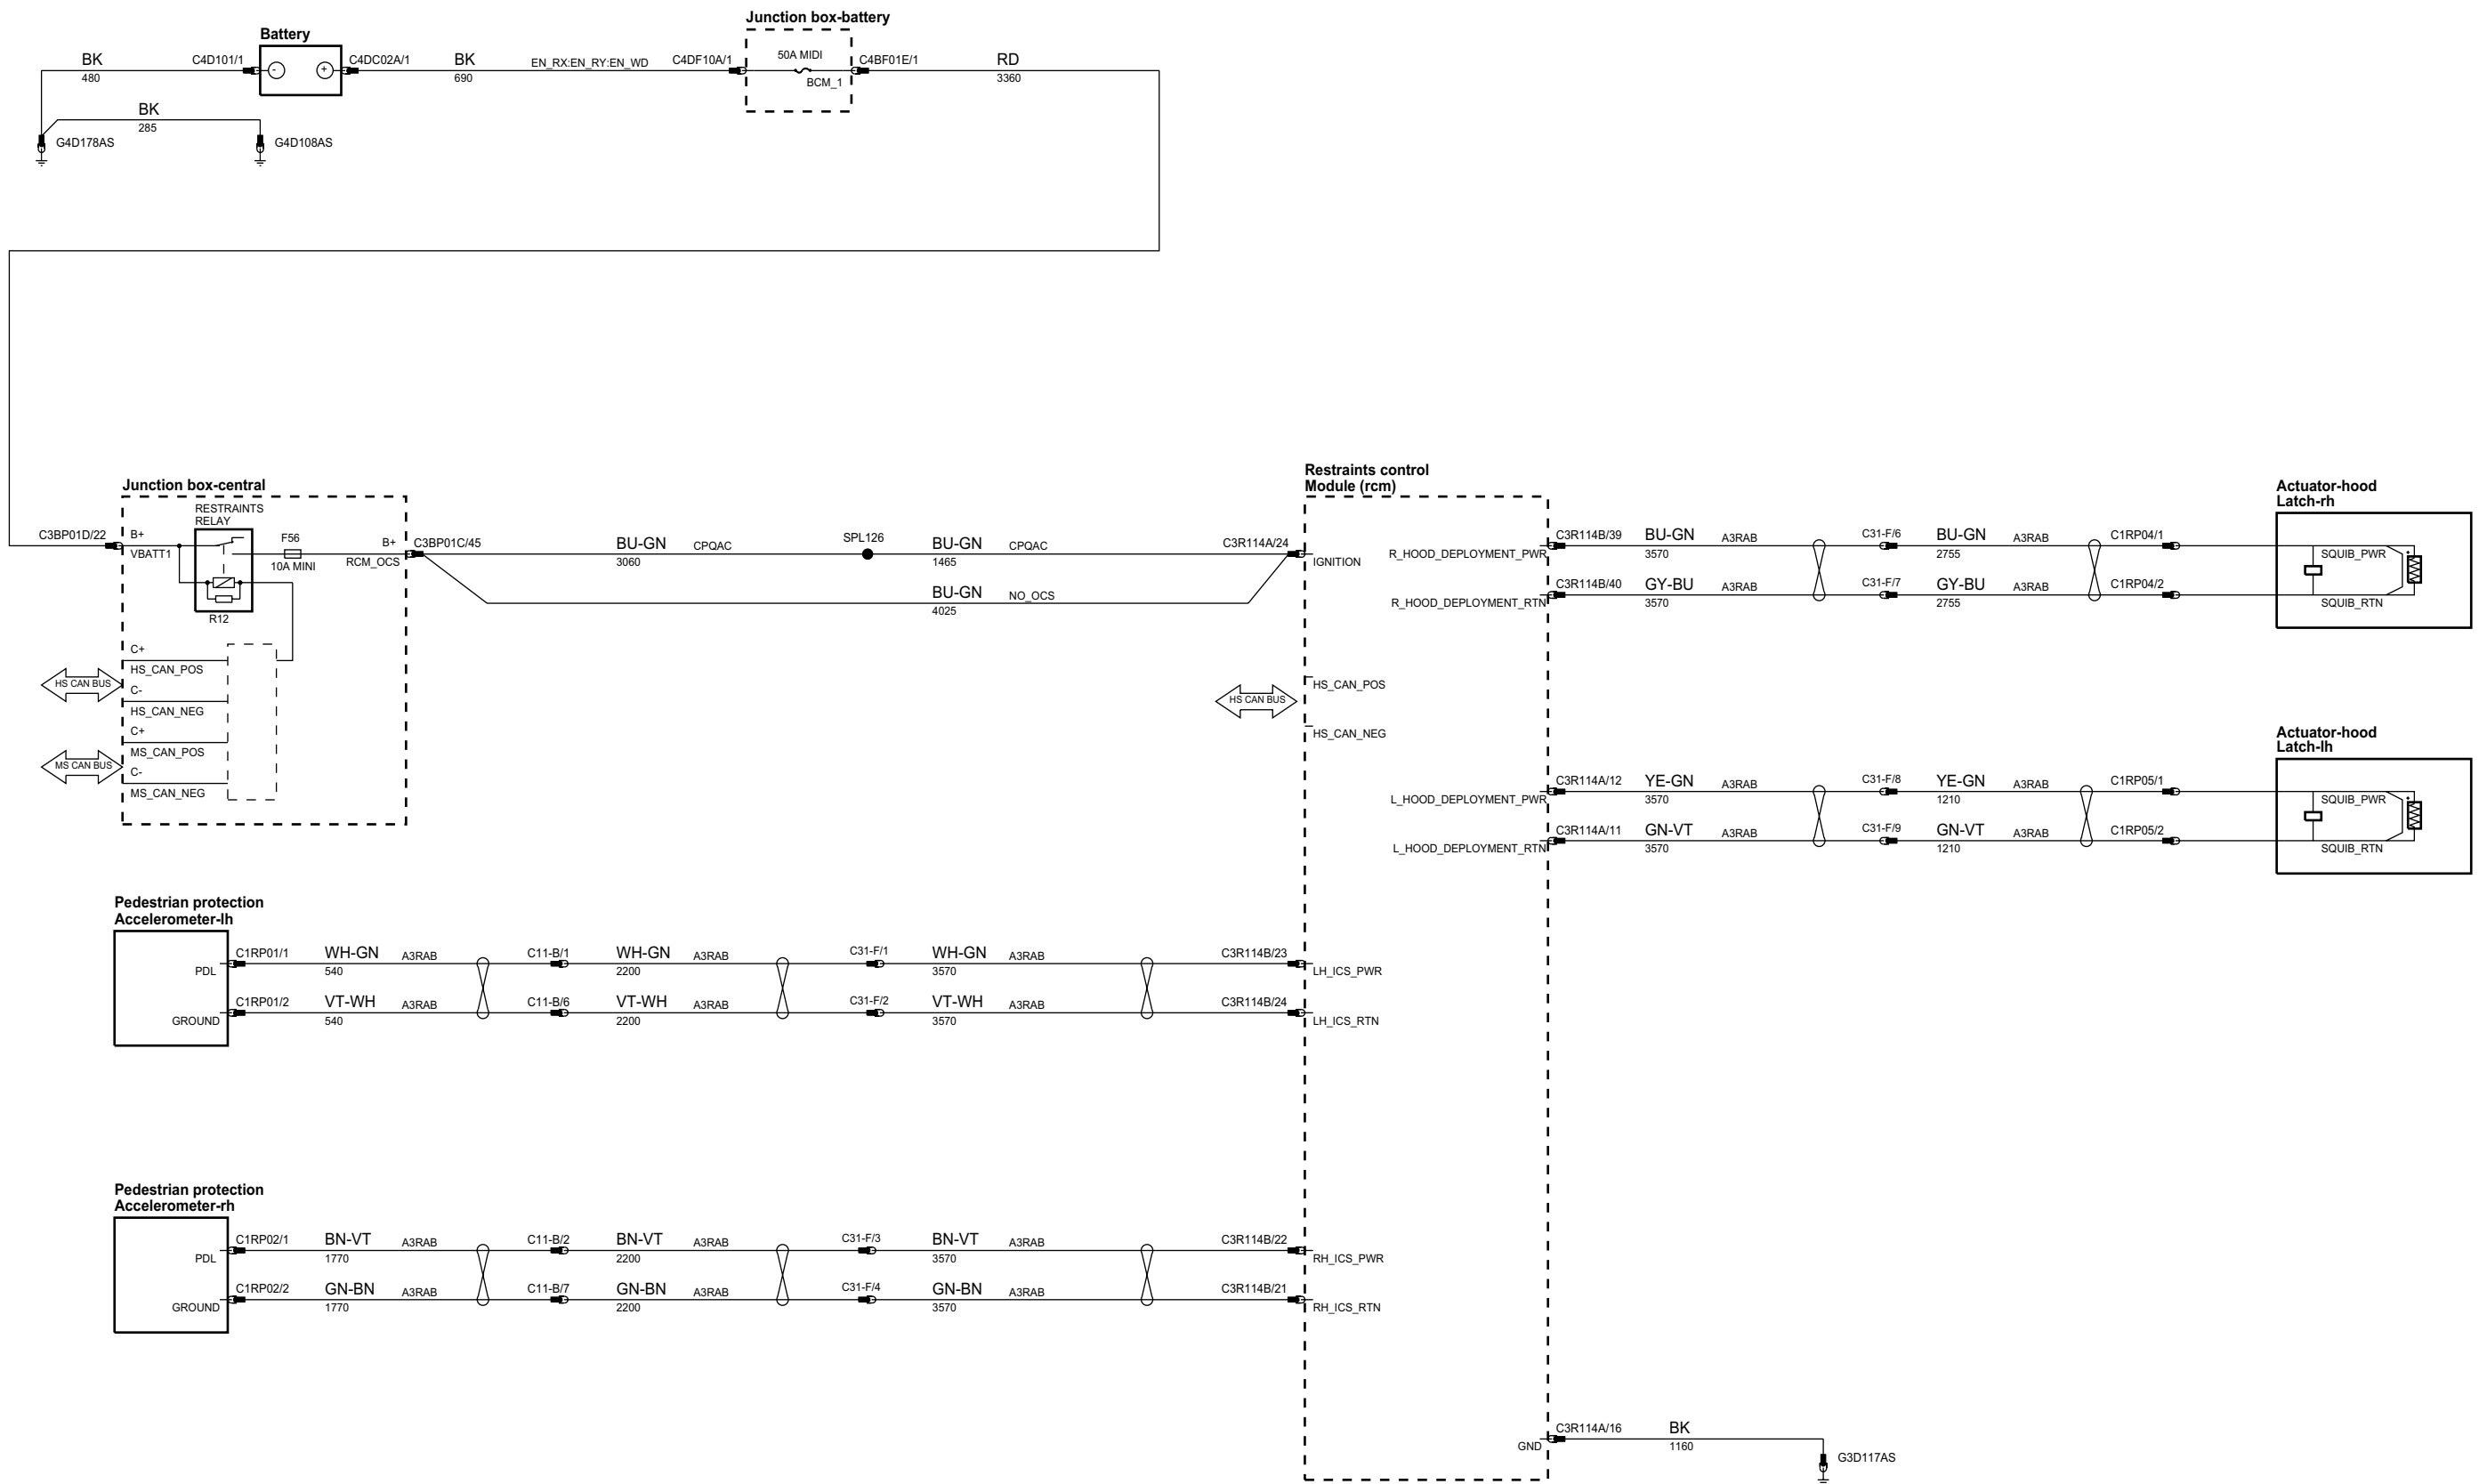 Junction box-battery
Battery
BK
480
C4D101/1
-
+
C4DC02A/1
BK
690
EN_RX:EN_RY:EN_WD
C4DF10A/1
50A MIDI
BCM_1
C4BF01E/1
RD
3360
BK
285
G4D178AS
G4D108AS
Junction box-central
RESTRAINTS
RELAY
C3BP01D/22
B+
VBATT1
F56
10A MINI
R12
B+
RCM_OCS
C3BP01C/45
BU-GN
3060
CPQAC
SPL126
BU-GN
1465
CPQAC
C3R114A/24
BU-GN
4025
NO_OCS
C+
HS_CAN_POS
HS CAN BUS
C-
HS_CAN_NEG
C+
MS_CAN_POS
MS CAN BUS
C-
MS_CAN_NEG
Restraints control
Module (rcm)
IGNITION
HS CAN BUS
HS_CAN_POS
HS_CAN_NEG
R_HOOD_DEPLOYMENT_PWR
C3R114B/39
BU-GN
3570
A3RAB
C31-F/6
BU-GN
2755
A3RAB
C1RP04/1
R_HOOD_DEPLOYMENT_RTN
C3R114B/40
GY-BU
3570
A3RAB
C31-F/7
GY-BU
2755
A3RAB
C1RP04/2
Actuator-hood
Latch-rh
SQUIB_PWR
SQUIB_RTN
L_HOOD_DEPLOYMENT_PWR
C3R114A/12
YE-GN
3570
A3RAB
C31-F/8
YE-GN
1210
A3RAB
C1RP05/1
L_HOOD_DEPLOYMENT_RTN
C3R114A/11
GN-VT
3570
A3RAB
C31-F/9
GN-VT
1210
A3RAB
C1RP05/2
Actuator-hood
Latch-lh
SQUIB_PWR
SQUIB_RTN
Pedestrian protection
Accelerometer-lh
PDL
C1RP01/1
WH-GN
540
A3RAB
C11-B/1
WH-GN
2200
A3RAB
C31-F/1
WH-GN
3570
A3RAB
C3R114B/23
LH_ICS_PWR
GROUND
C1RP01/2
VT-WH
540
A3RAB
C11-B/6
VT-WH
2200
A3RAB
C31-F/2
VT-WH
3570
A3RAB
C3R114B/24
LH_ICS_RTN
Pedestrian protection
Accelerometer-rh
PDL
C1RP02/1
BN-VT
1770
A3RAB
C11-B/2
BN-VT
2200
A3RAB
C31-F/3
BN-VT
3570
A3RAB
C3R114B/22
RH_ICS_PWR
GROUND
C1RP02/2
GN-BN
1770
A3RAB
C11-B/7
GN-BN
2200
A3RAB
C31-F/4
GN-BN
3570
A3RAB
C3R114B/21
RH_ICS_RTN
GND
C3R114A/16
BK
1160
G3D117AS